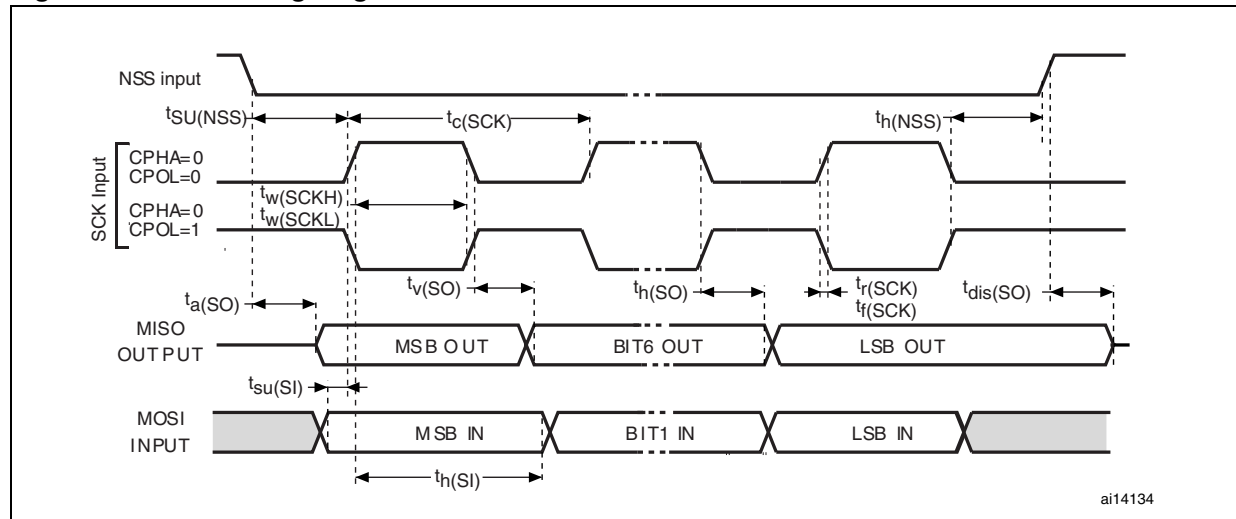 NSS input
tSU(NSS)
tc(SCK)
th(NSS)
SCK Input
CPHA=0
CPOL=0
tw(SCKH)
tw(SCKL)
CPHA=0
CPOL=1
ta(SO)
tv(SO)
th(SO)
tr(SCK)
tf(SCK)
tdis(SO)
MISO
OUTPUT
MSB OUT
BIT6 OUT
LSB OUT
tsu(SI)
MOSI
INPUT
MSB IN
BIT1 IN
LSB IN
th(SI)
ai14134